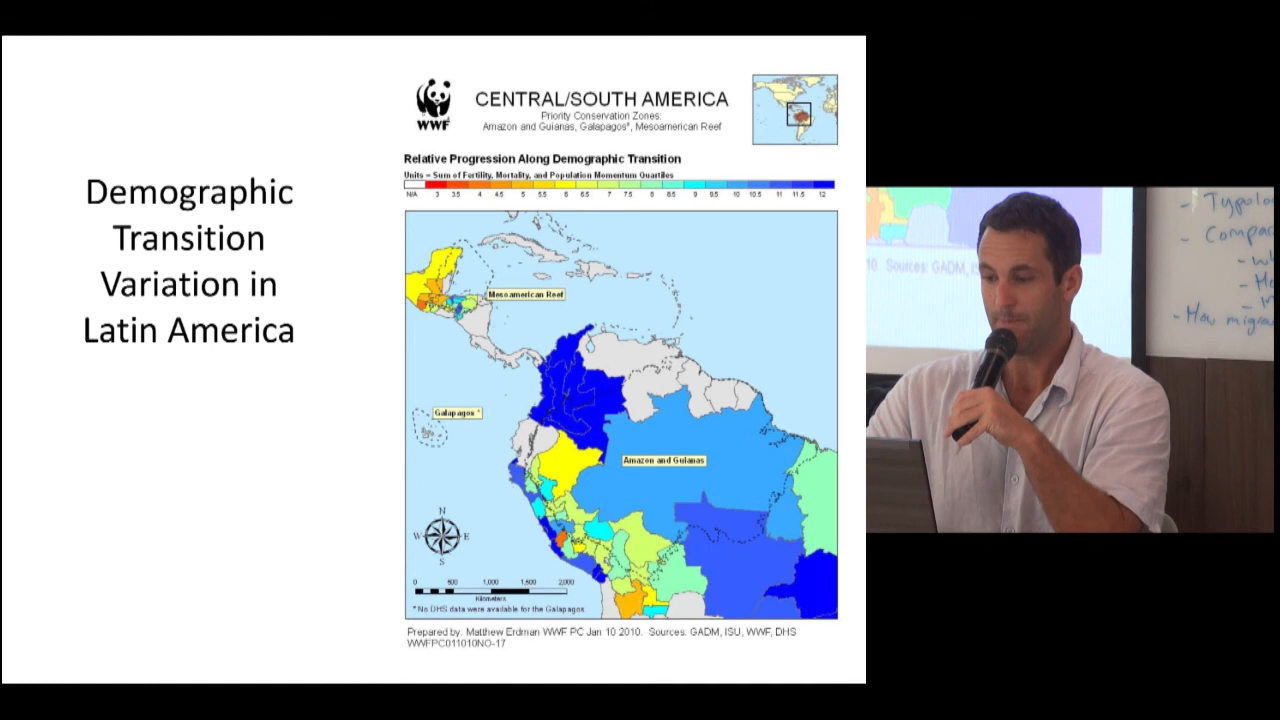 Demographic
Transition
Variation in
Latin America
WWF
CENTRAL/SOUTH AMERICA
Priority Conservation Zones:
Amazon and Guianas, Galapagos*, Mesoamerican Reef
Relative Progression Along Demographic Transition
Units = Sum of Fertility, Mortality, and Population Momentum Quartiles
N/A 3 3.5 4 4.5 5 5.5 6 6.5 7 7.5 8 8.5 9 9.5 10 10.5 11 11.5 12
Mesoamerican Reef
Galapagos *
Amazon and Guianas
N
W E
S
0 500 1,000 1,500 2,000
Kilometers
* No DHS data were available for the Galapagos
Prepared by: Matthew Erdman WWF PC Jan 10 2010. Sources: GADM, ISU, WWF, DHS
WWFPC011010NO-17
10. Sources: GADM,
- Typolo
- Compar
- How migra